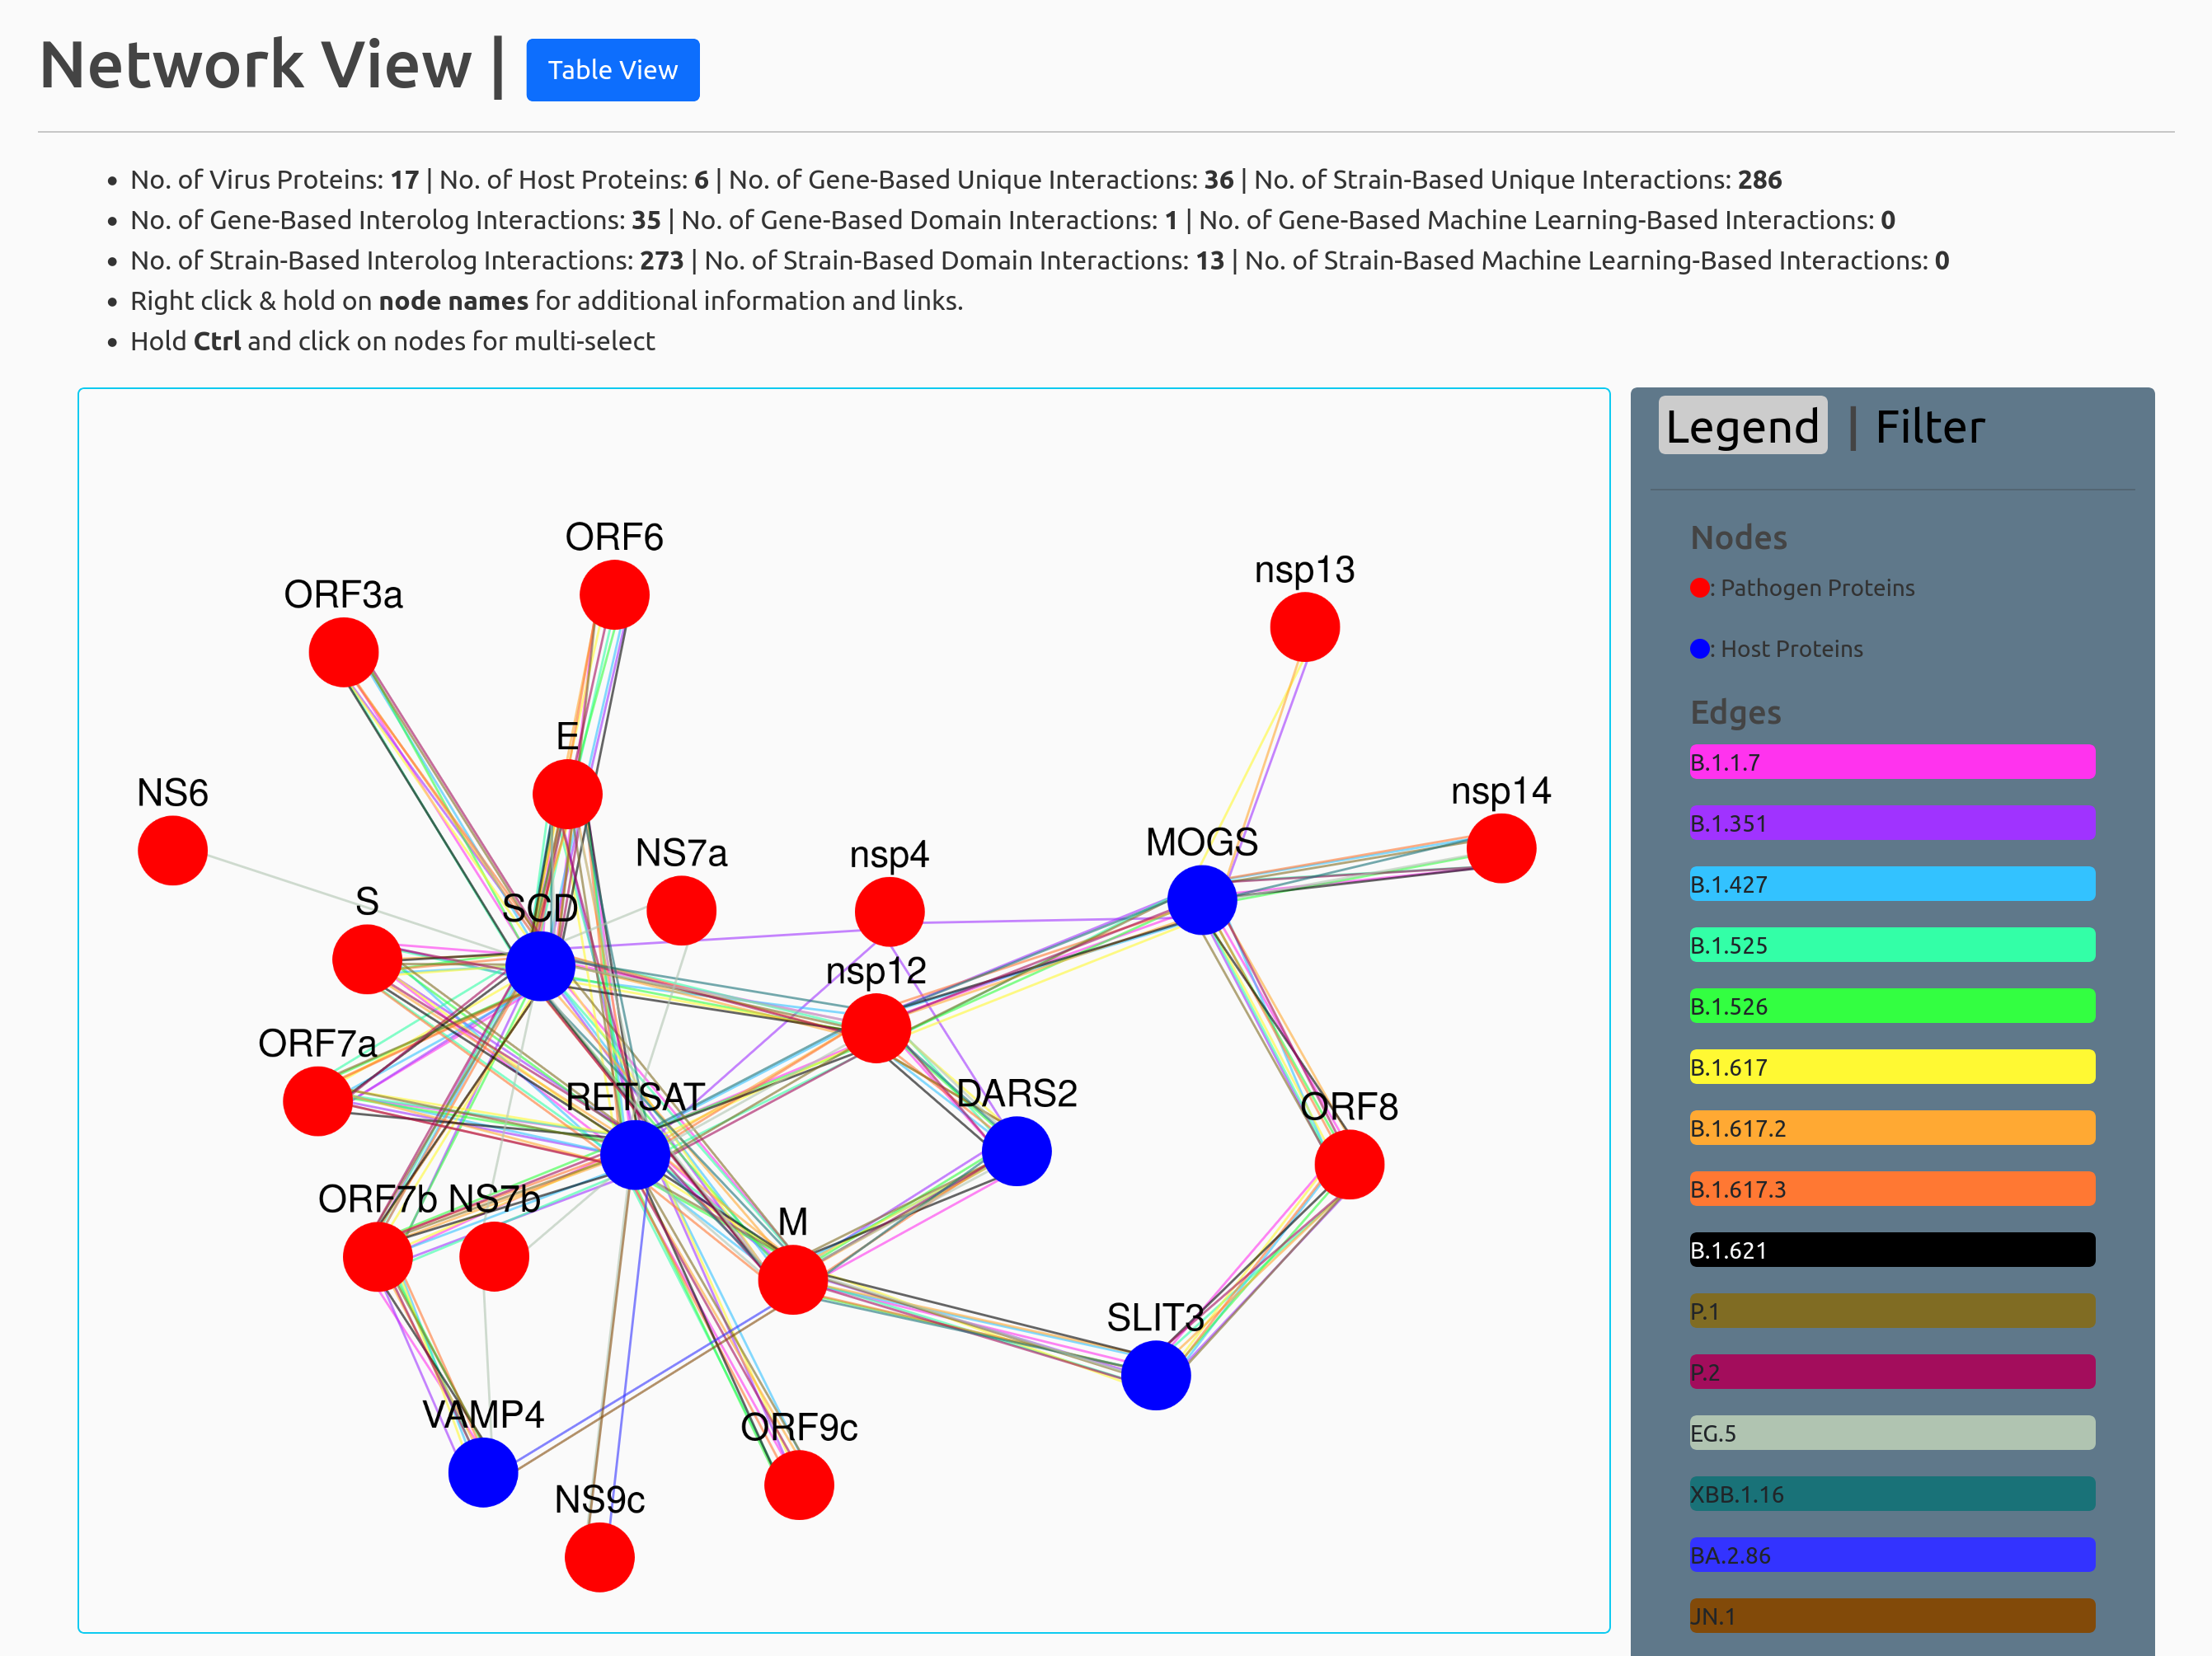 Network View | Table View
No. of Virus Proteins: 17 | No. of Host Proteins: 6 | No. of Gene-Based Unique Interactions: 36 | No. of Strain-Based Unique Interactions: 286
No. of Gene-Based Interolog Interactions: 35 | No. of Gene-Based Domain Interactions: 1 | No. of Gene-Based Machine Learning-Based Interactions: 0
No. of Strain-Based Interolog Interactions: 273 | No. of Strain-Based Domain Interactions: 13 | No. of Strain-Based Machine Learning-Based Interactions: 0
Right click & hold on node names for additional information and links.
Hold Ctrl and click on nodes for multi-select
ORF6
nsp13
ORF3a
E
NS6
nsp14
MOGS
NS7a
nsp4
S
SCD
nsp12
ORF7a
RETSAT
DARS2
ORF8
ORF7b
NS7b
M
SLIT3
VAMP4
ORF9c
NS9c
Legend | Filter
Nodes
: Pathogen Proteins
: Host Proteins
Edges
B.1.1.7
B.1.351
B.1.427
B.1.525
B.1.526
B.1.617
B.1.617.2
B.1.617.3
B.1.621
P.1
P.2
EG.5
XBB.1.16
BA.2.86
JN.1